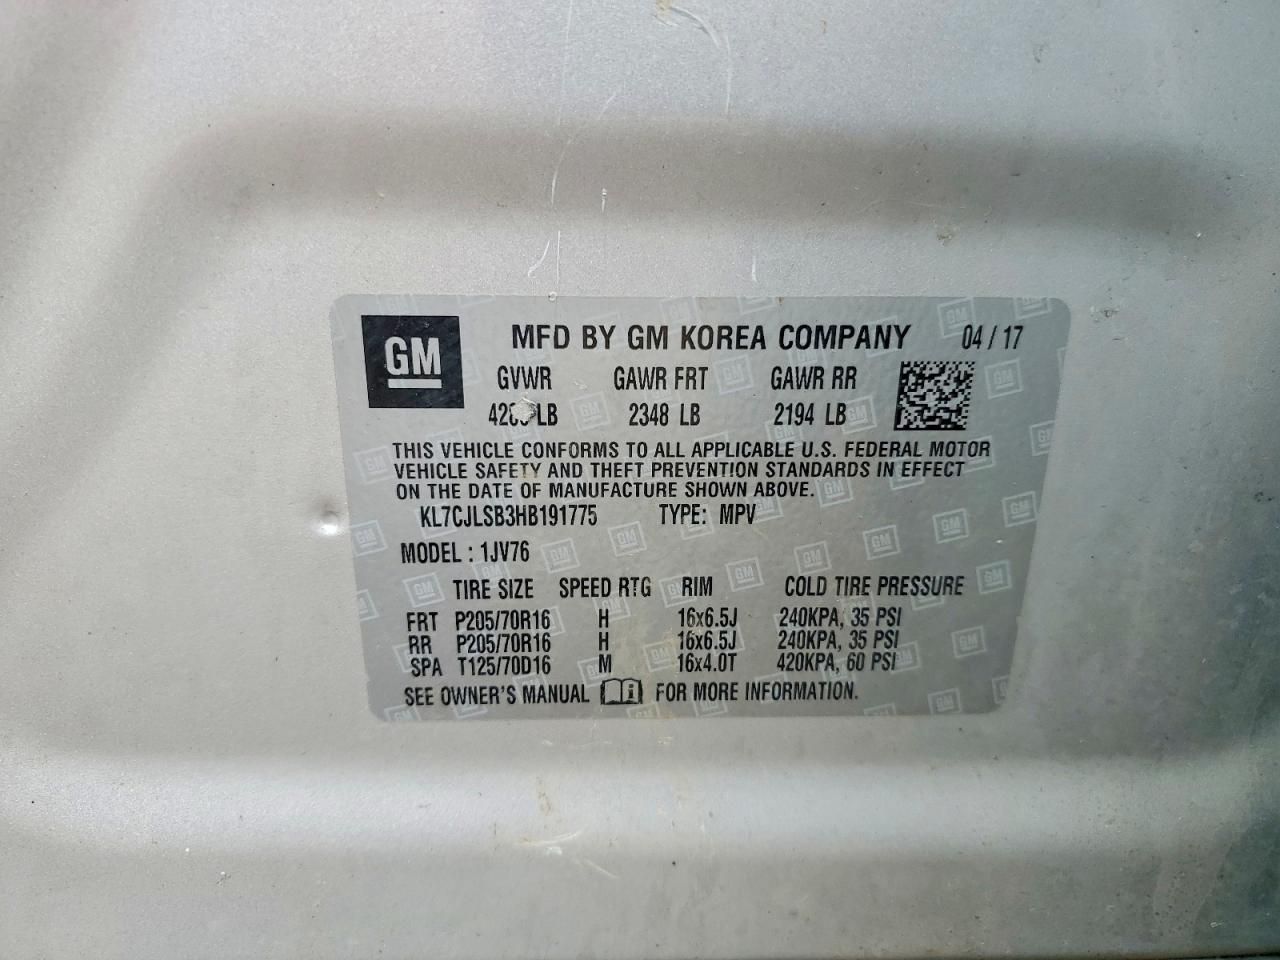 GM MFD BY GM KOREA COMPANY 04/17
GVWR GAWR FRT GAWR RR
LB 2348 LB 2194 LB
THIS VEHICLE CONFORMS TO ALL APPLICABLE U.S. FEDERAL MOTOR
VEHICLE SAFETY AND THEFT PREVENTION STANDARDS IN EFFECT
ON THE DATE OF MANUFACTURE SHOWN ABOVE.
KL7CJLSB3HB191775 TYPE: MPV
MODEL : 1JV76
TIRE SIZE SPEED RTG RIM COLD TIRE PRESSURE
FRT P205/70R16 H 16x6.5J 240KPA, 35 PSI
RR P205/70R16 H 16x6.5J 240KPA, 35 PSI
SPA T125/70D16 M 16x4.0T 420KPA, 60 PSI
SEE OWNER'S MANUAL FOR MORE INFORMATION.